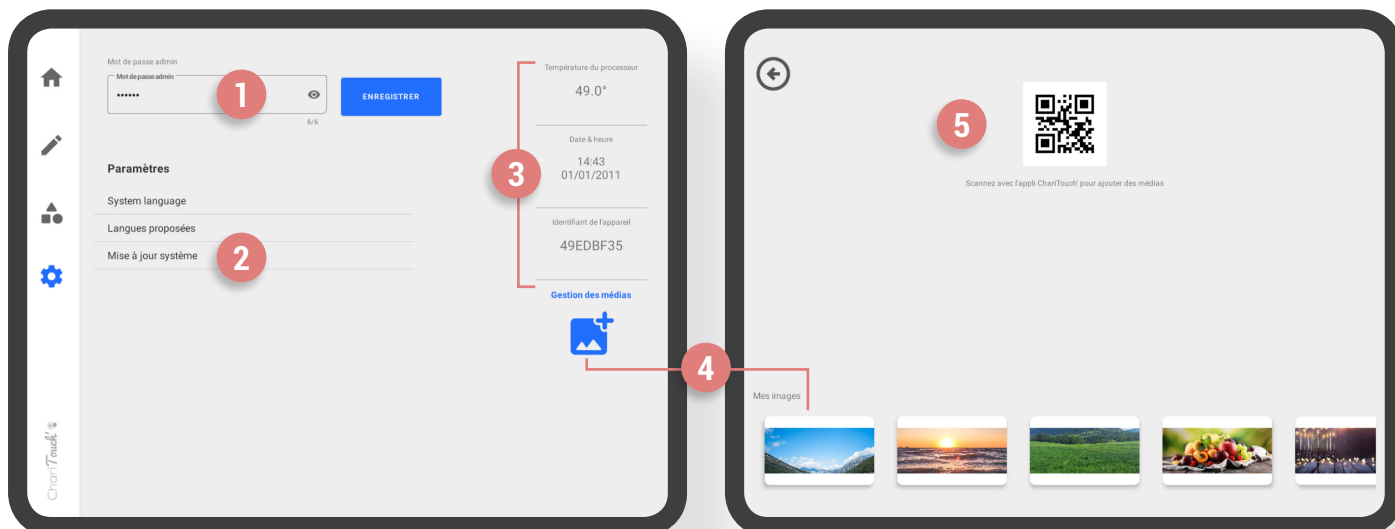 Mot de passe admin
Mot de passe admin
••••••
1
ENREGISTRER
6/6
Paramètres
System language
Langues proposées
Mise à jour système
2
ChariTouch'
Température du processeur
49.0°
Date & heure
3
14:43
01/01/2011
Identifiant de l'appareil
49EDBF35
Gestion des médias
4
5
Scannez avec l'appli ChariTouch' pour ajouter des médias
Mes images